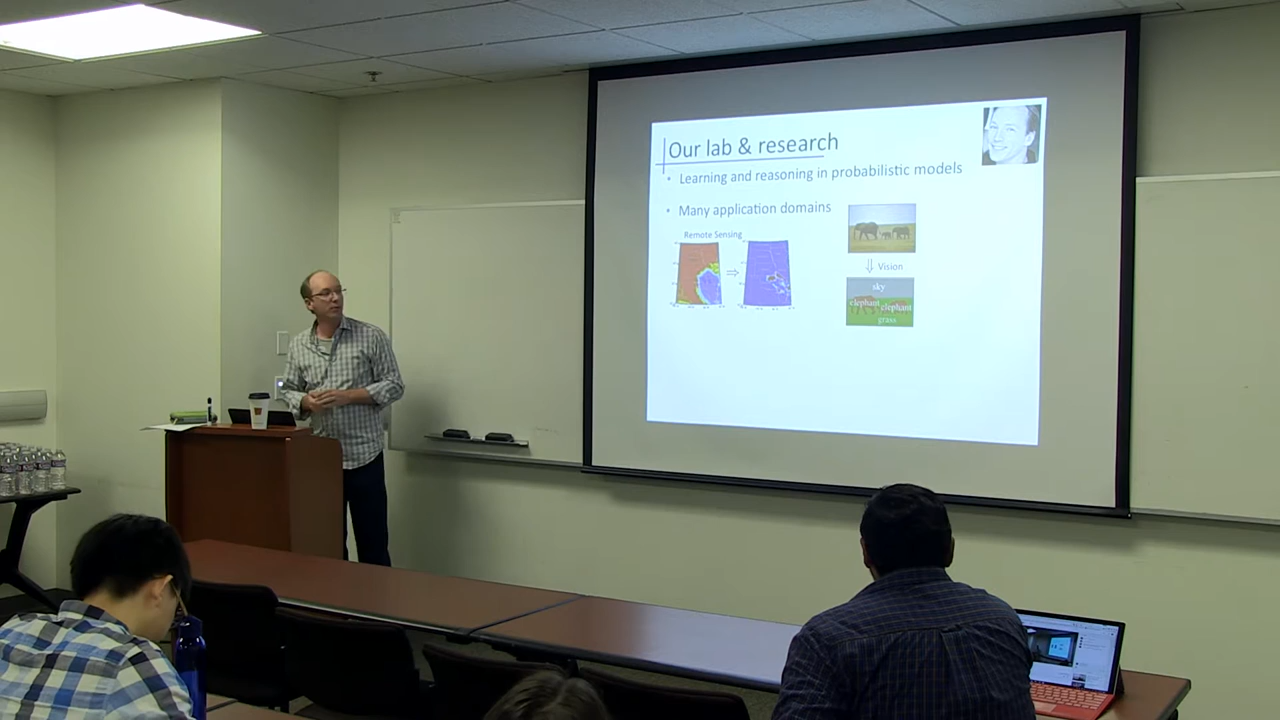 Our lab & research
• Learning and reasoning in probabilistic models
• Many application domains
Remote Sensing
⇒
⇓ Vision
sky
elephant elephant
grass